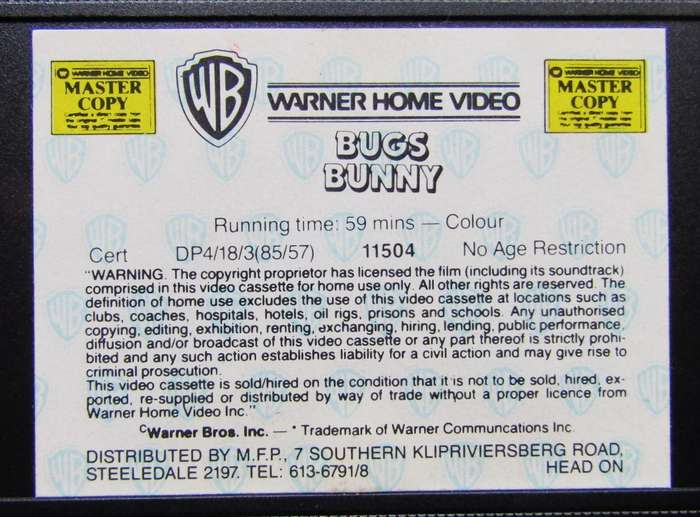 WARNER HOME VIDEO
MASTER
COPY
WB
WARNER HOME VIDEO
WARNER HOME VIDEO
MASTER
COPY
BUGS
BUNNY
Running time: 59 mins — Colour
Cert DP4/18/3(85/57) 11504 No Age Restriction
"WARNING. The copyright proprietor has licensed the film (including its soundtrack)
comprised in this video cassette for home use only. All other rights are reserved. The
definition of home use excludes the use of this video cassette at locations such as
clubs, coaches, hospitals, hotels, oil rigs, prisons and schools. Any unauthorised
copying, editing, exhibition, renting, exchanging, hiring, lending, public performance,
diffusion and/or broadcast of this video cassette or any part thereof is strictly prohi-
bited and any such action establishes liability for a civil action and may give rise to
criminal prosecution.
This video cassette is sold/hired on the condition that it is not to be sold, hired, ex-
ported, re-supplied or distributed by way of trade without a proper licence from
Warner Home Video Inc."
©Warner Bros. Inc. — * Trademark of Warner Communcations Inc
DISTRIBUTED BY M.F.P., 7 SOUTHERN KLIPRIVIERSBERG ROAD,
STEELEDALE 2197. TEL: 613-6791/8 HEAD ON